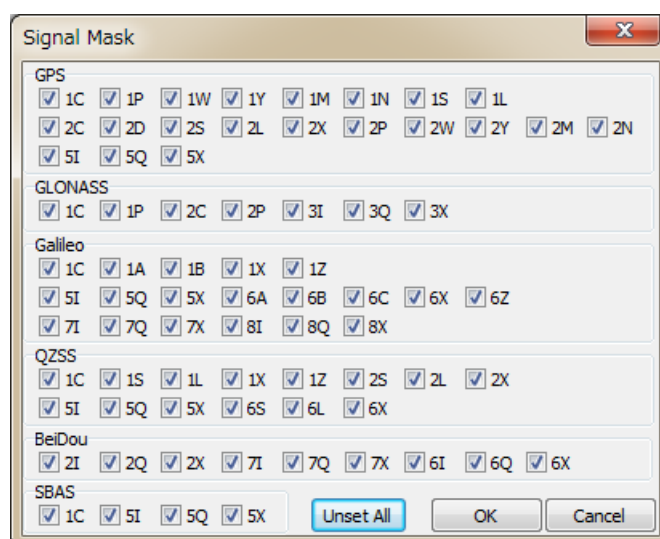 Signal Mask
GPS
1C 1P 1W 1Y 1M 1N 1S 1L
2C 2D 2S 2L 2X 2P 2W 2Y 2M 2N
5I 5Q 5X
GLONASS
1C 1P 2C 2P 3I 3Q 3X
Galileo
1C 1A 1B 1X 1Z
5I 5Q 5X 6A 6B 6C 6X 6Z
7I 7Q 7X 8I 8Q 8X
QZSS
1C 1S 1L 1X 1Z 2S 2L 2X
5I 5Q 5X 6S 6L 6X
BeiDou
2I 2Q 2X 7I 7Q 7X 6I 6Q 6X
SBAS
1C 5I 5Q 5X Unset All OK Cancel